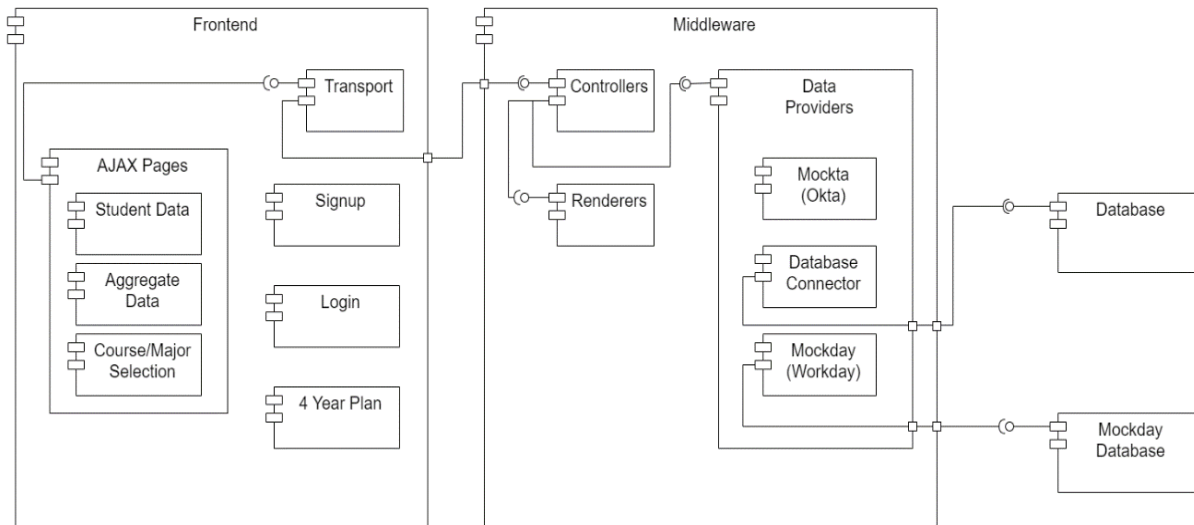 Frontend
Transport
AJAX Pages
Student Data
Aggregate
Data
Course/Major
Selection
Signup
Login
4 Year Plan
Middleware
Controllers
Renderers
Data
Providers
Mockta
(Okta)
Database
Connector
Mockday
(Workday)
Database
Mockday
Database